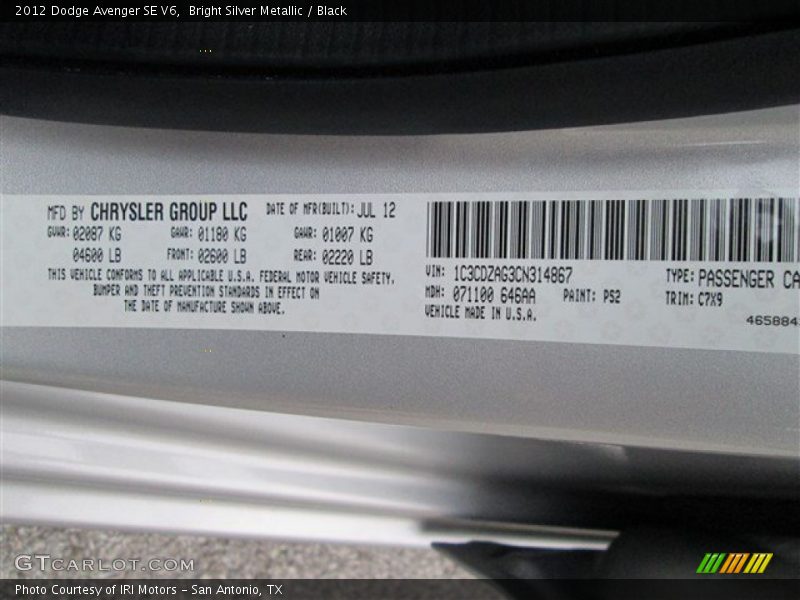 2012 Dodge Avenger SE V6, Bright Silver Metallic / Black
MFD BY CHRYSLER GROUP LLC DATE OF MFR(BUILT): JUL 12
GVWR: 02087 KG GAWR: 01180 KG GAWR: 01007 KG
04600 LB FRONT: 02600 LB REAR: 02220 LB
THIS VEHICLE CONFORMS TO ALL APPLICABLE U.S.A. FEDERAL MOTOR VEHICLE SAFETY,
BUMPER AND THEFT PREVENTION STANDARDS IN EFFECT ON
THE DATE OF MANUFACTURE SHOWN ABOVE.
VIN: 1C3CDZAG3CN314867 TYPE: PASSENGER CA
MDH: 071100 646AA PAINT: PS2 TRIM: C7X9
VEHICLE MADE IN U.S.A.
465884
GTCARLOT.COM
Photo Courtesy of IRI Motors - San Antonio, TX